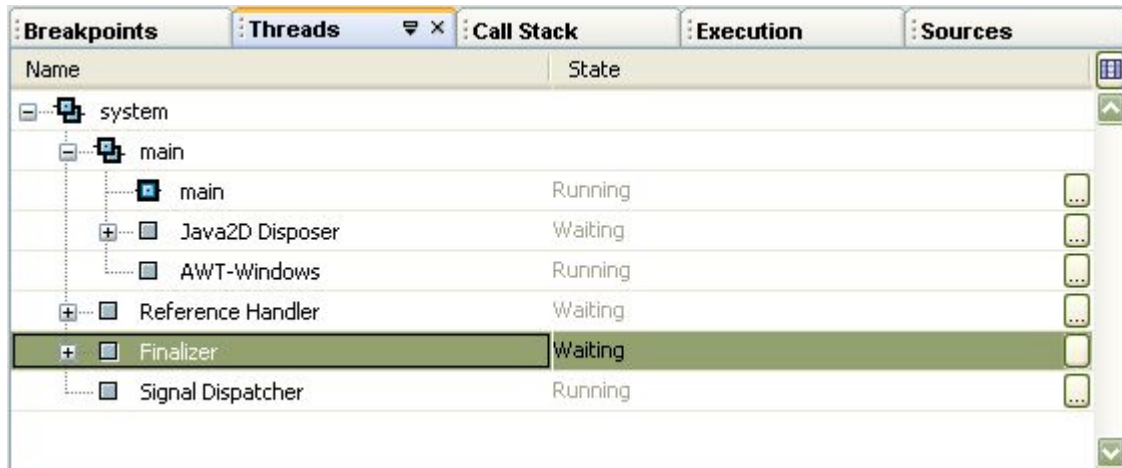 Breakpoints Threads Call Stack Execution Sources
Name State
system
main
main Running
Java2D Disposer Waiting
AWT-Windows Running
Reference Handler Waiting
Finalizer Waiting
Signal Dispatcher Running